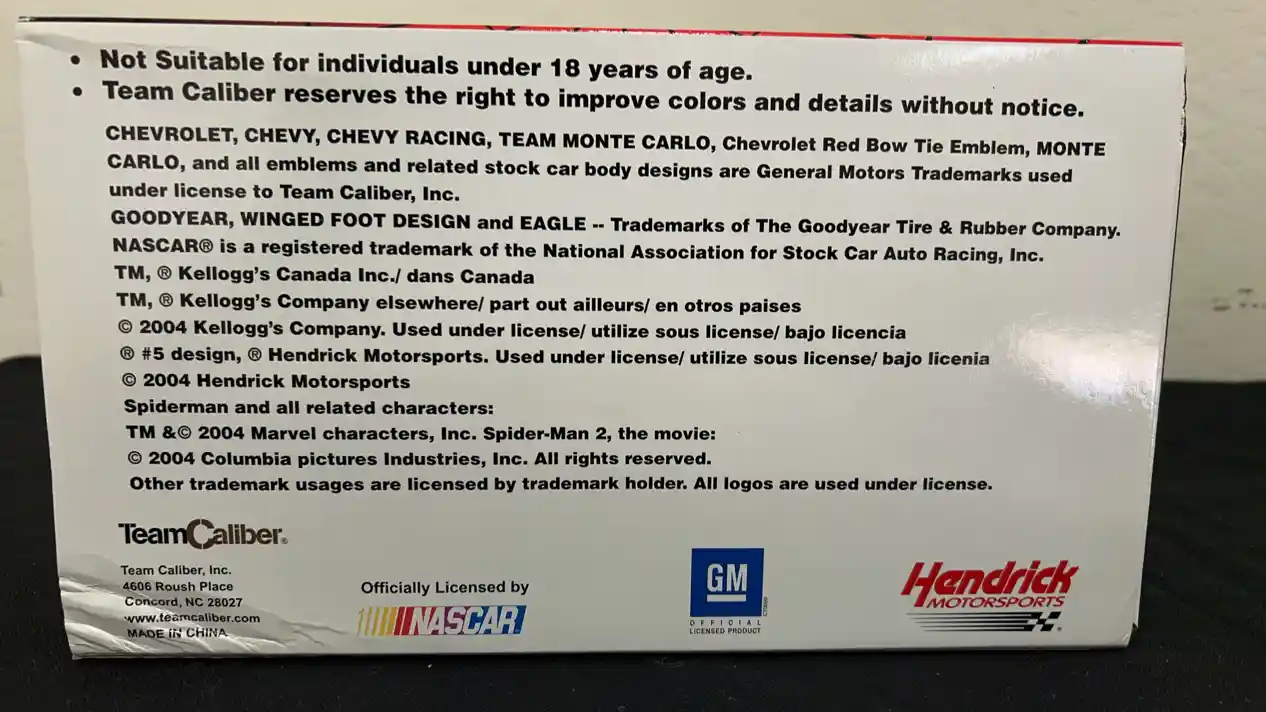 • Not Suitable for individuals under 18 years of age.
• Team Caliber reserves the right to improve colors and details without notice.
CHEVROLET, CHEVY, CHEVY RACING, TEAM MONTE CARLO, Chevrolet Red Bow Tie Emblem, MONTE
CARLO, and all emblems and related stock car body designs are General Motors Trademarks used
under license to Team Caliber, Inc.
GOODYEAR, WINGED FOOT DESIGN and EAGLE -- Trademarks of The Goodyear Tire & Rubber Company.
NASCAR® is a registered trademark of the National Association for Stock Car Auto Racing, Inc.
TM, ® Kellogg's Canada Inc./ dans Canada
TM, ® Kellogg's Company elsewhere/ part out ailleurs/ en otros paises
© 2004 Kellogg's Company. Used under license/ utilize sous license/ bajo licencia
® #5 design, ® Hendrick Motorsports. Used under license/ utilize sous license/ bajo licenia
© 2004 Hendrick Motorsports
Spiderman and all related characters:
TM &© 2004 Marvel characters, Inc. Spider-Man 2, the movie:
© 2004 Columbia pictures Industries, Inc. All rights reserved.
Other trademark usages are licensed by trademark holder. All logos are used under license.
TeamCaliber®
Team Caliber, Inc.
4606 Roush Place
Concord, NC 28027
www.teamcaliber.com
MADE IN CHINA
Officially Licensed by
NASCAR
GM
OFFICIAL
LICENSED PRODUCT
Hendrick
MOTORSPORTS